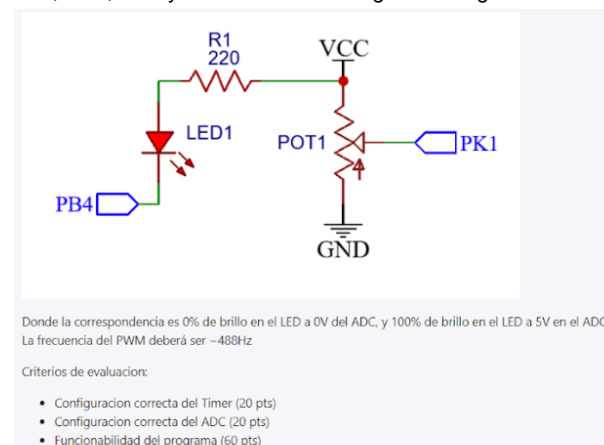 R1
220
VCC
LED1
POT1
PK1
PB4
GND
Donde la correspondencia es 0% de brillo en el LED a 0V del ADC, y 100% de brillo en el LED a 5V en el ADC
La frecuencia del PWM deberá ser ~488Hz
Criterios de evaluacion:
• Configuracion correcta del Timer (20 pts)
• Configuracion correcta del ADC (20 pts)
• Funcionabilidad del programa (60 pts)